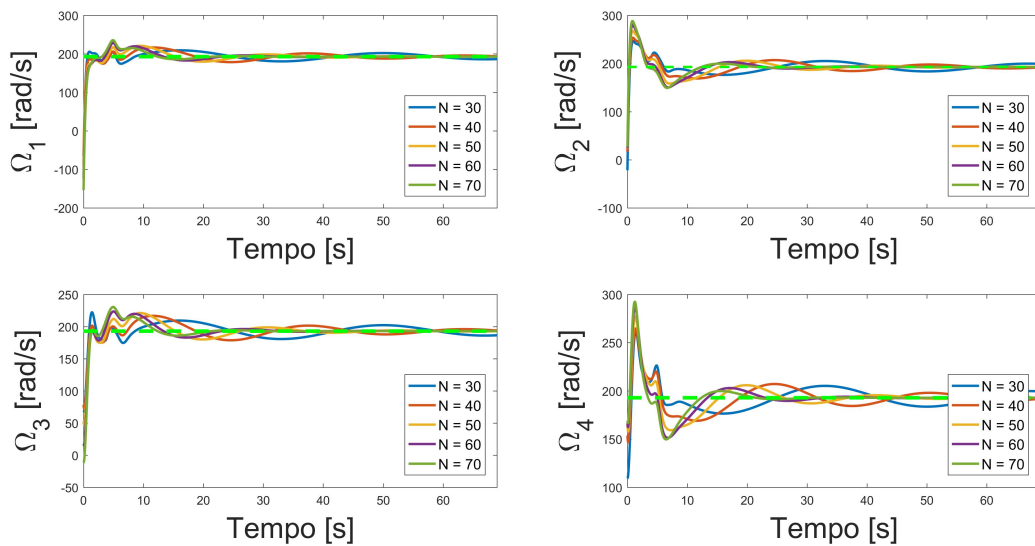 300
200
100
0
-100
-200
Ω1 [rad/s]
N = 30
N = 40
N = 50
N = 60
N = 70
0 10 20 30 40 50 60
Tempo [s]
300
200
100
0
-100
Ω2 [rad/s]
N = 30
N = 40
N = 50
N = 60
N = 70
0 10 20 30 40 50 60
Tempo [s]
250
200
150
100
50
0
-50
Ω3 [rad/s]
N = 30
N = 40
N = 50
N = 60
N = 70
0 10 20 30 40 50 60
Tempo [s]
300
250
200
150
100
Ω4 [rad/s]
N = 30
N = 40
N = 50
N = 60
N = 70
0 10 20 30 40 50 60
Tempo [s]